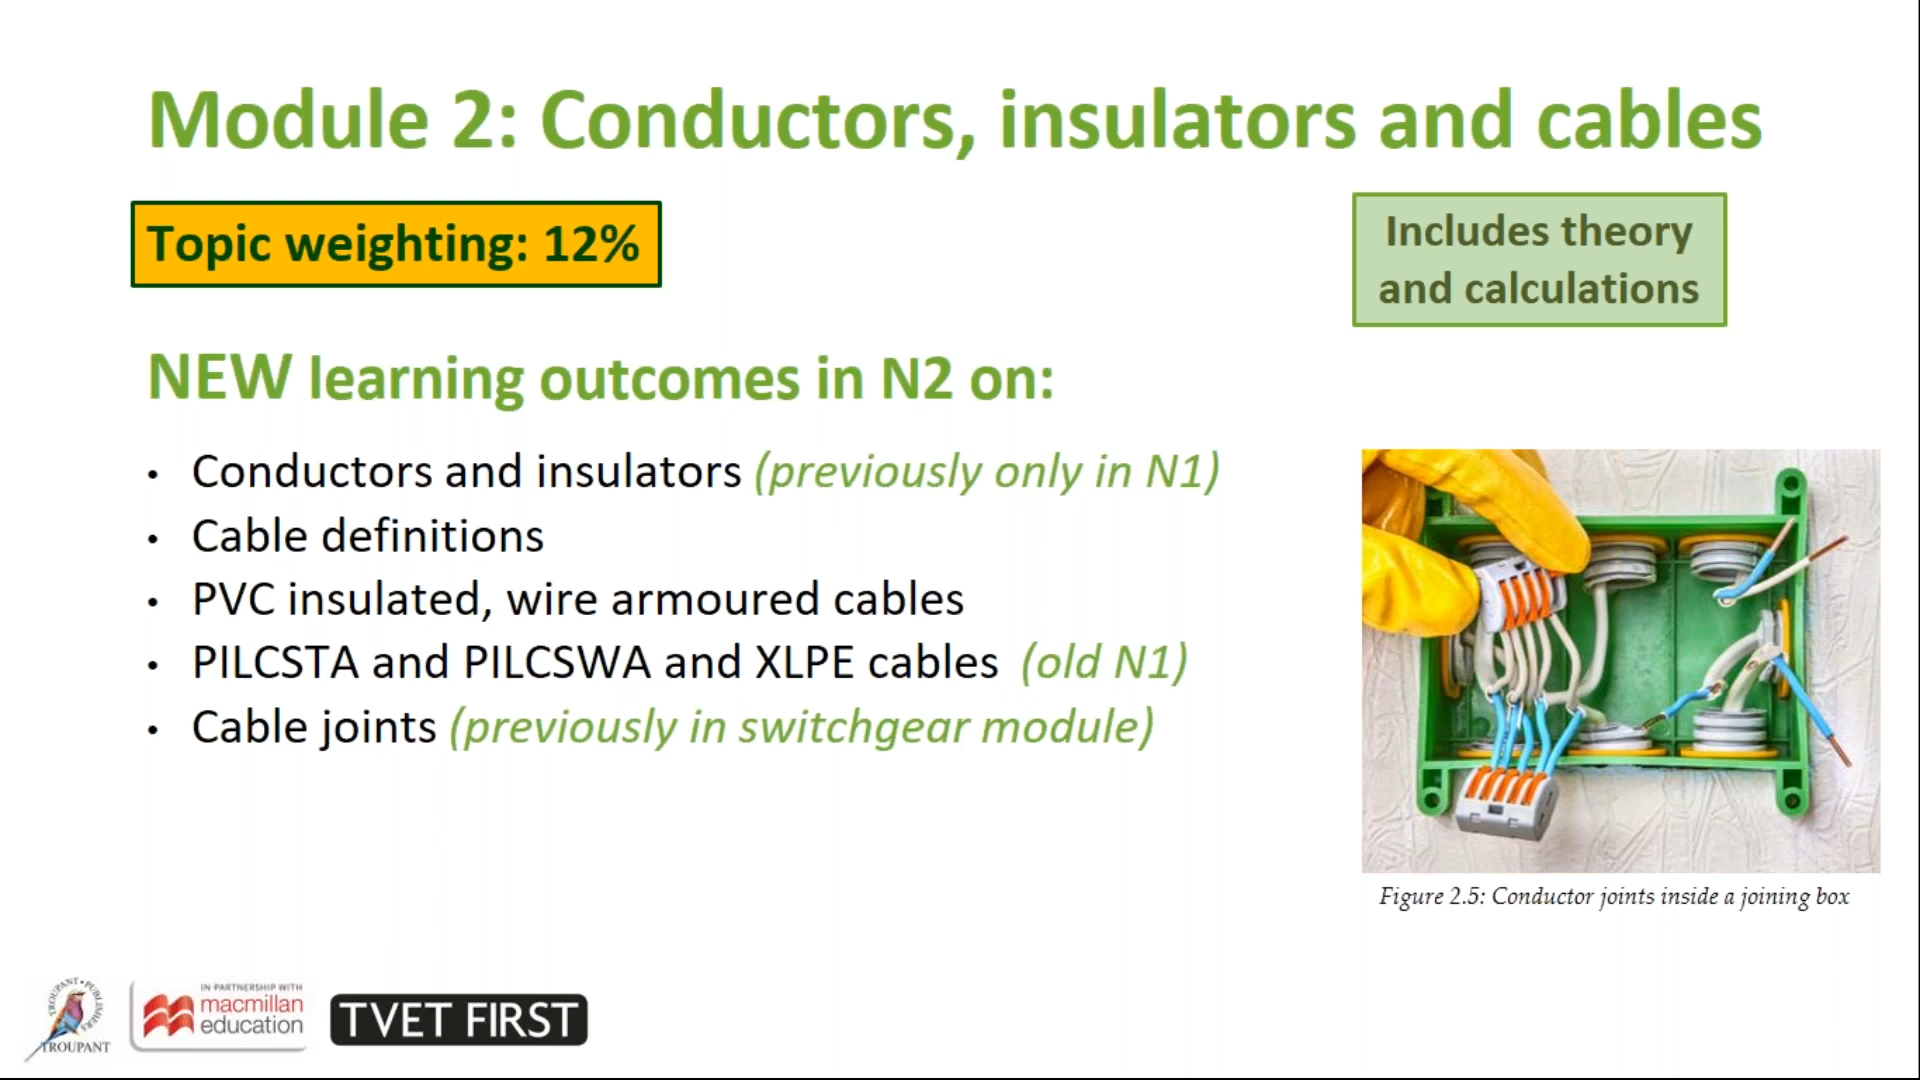 Module 2: Conductors, insulators and cables
Topic weighting: 12%
Includes theory
and calculations
NEW learning outcomes in N2 on:
• Conductors and insulators (previously only in N1)
• Cable definitions
• PVC insulated, wire armoured cables
• PILCSTA and PILCSWA and XLPE cables (old N1)
• Cable joints (previously in switchgear module)
Figure 2.5: Conductor joints inside a joining box
TROUPANT • PUBLISHERS
TROUPANT
IN PARTNERSHIP WITH
macmillan
education
TVET FIRST